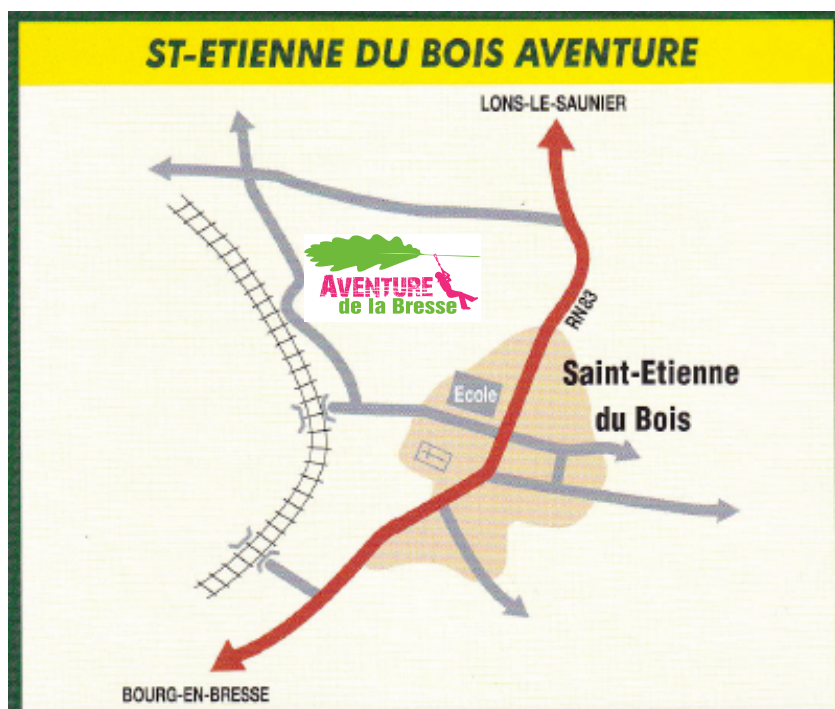 ST-ETIENNE DU BOIS AVENTURE
LONS-LE-SAUNIER
AVENTURE
de la Bresse
RN83
Saint-Etienne
du Bois
Ecole
BOURG-EN-BRESSE